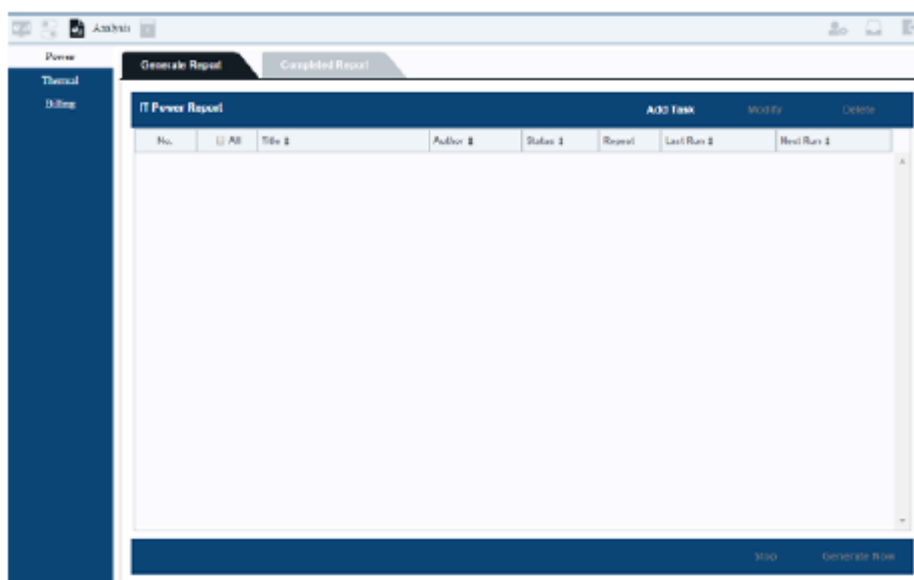 Analysis
Power
Thermal
Billing
Generate Report Completed Report
IT Power Report Add Task Modify Delete
No. All Title Author Status Repeat Last Run Next Run
Stop Generate Now